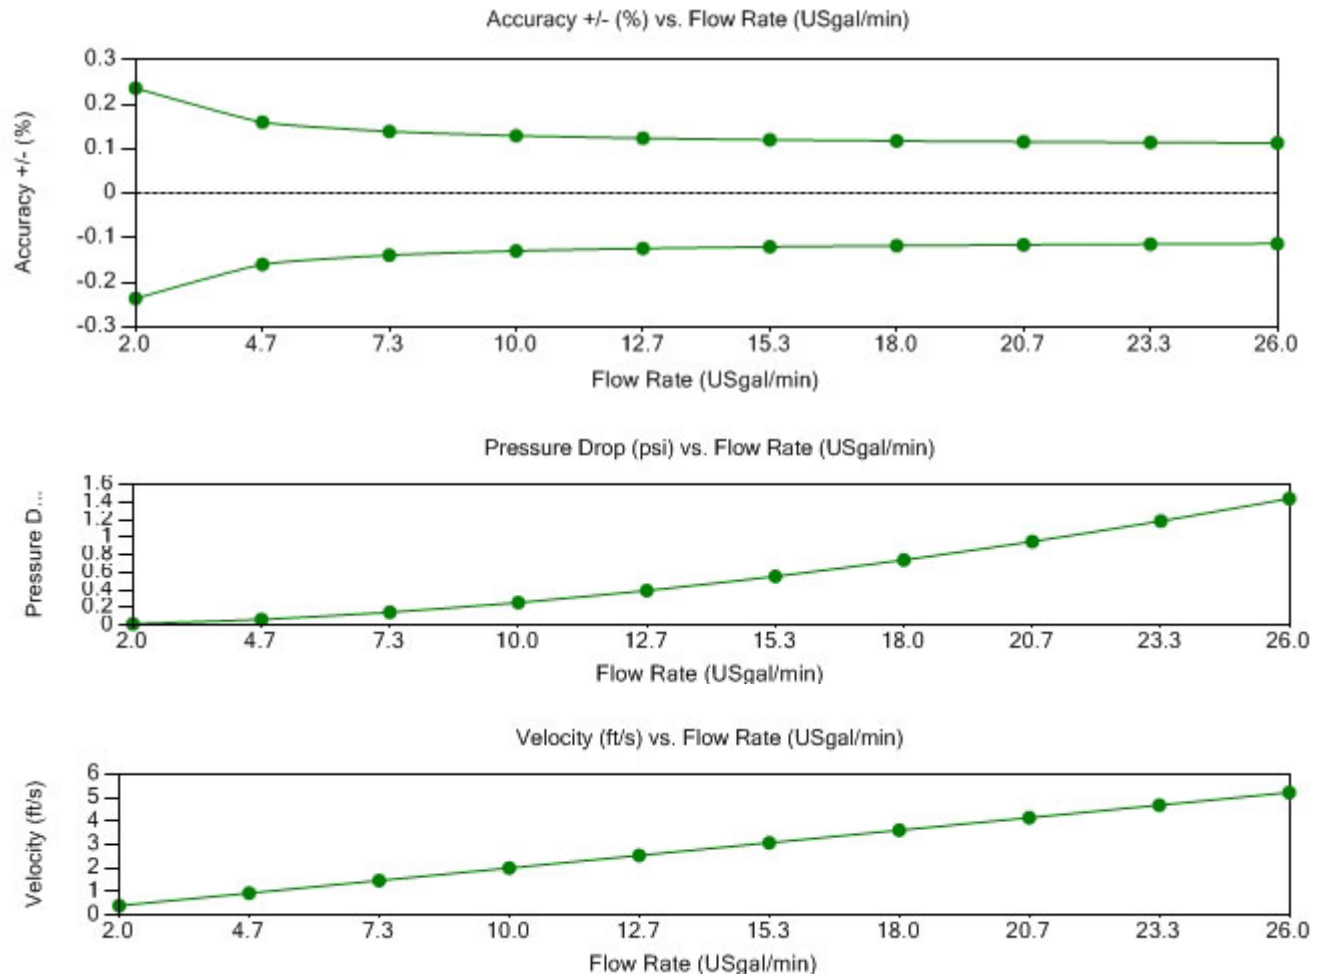 Accuracy +/- (%) vs. Flow Rate (USgal/min)
Accuracy +/- (%)
0.3
0.2
0.1
0
-0.1
-0.2
-0.3
2.0 4.7 7.3 10.0 12.7 15.3 18.0 20.7 23.3 26.0
Flow Rate (USgal/min)
Pressure Drop (psi) vs. Flow Rate (USgal/min)
Pressure D...
1.6
1.4
1.2
1
0.8
0.6
0.4
0.2
0
2.0 4.7 7.3 10.0 12.7 15.3 18.0 20.7 23.3 26.0
Flow Rate (USgal/min)
Velocity (ft/s) vs. Flow Rate (USgal/min)
Velocity (ft/s)
6
5
4
3
2
1
0
2.0 4.7 7.3 10.0 12.7 15.3 18.0 20.7 23.3 26.0
Flow Rate (USgal/min)